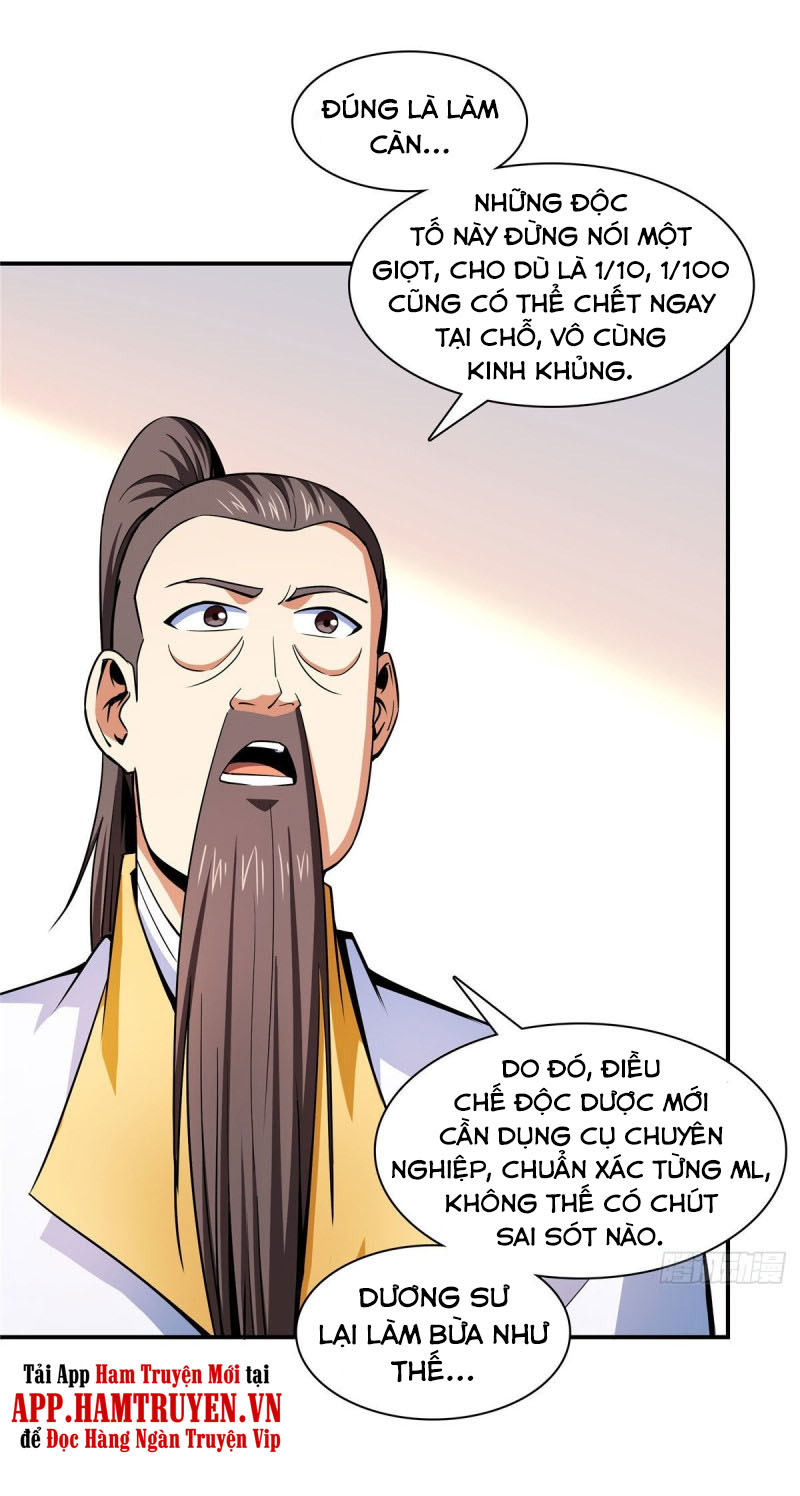 ĐÚNG LÀ LÀM
CÀN...
NHỮNG ĐỘC
TỐ NÀY ĐỪNG NÓI MỘT
GIỌT, CHO DÙ LÀ 1/10, 1/100
CŨNG CÓ THỂ CHẾT NGAY
TẠI CHỖ, VÔ CÙNG
KINH KHỦNG.
DO ĐÓ, ĐIỀU
CHẾ ĐỘC DƯỢC MỚI
CẦN DỤNG CỤ CHUYÊN
NGHIỆP, CHUẨN XÁC TỪNG ML,
KHÔNG THẾ CÓ CHÚT
SAI SÓT NÀO.
DƯƠNG SƯ
LẠI LÀM BỪA NHƯ
THẾ...
Tải App Ham Truyện Mới tại
APP.HAMTRUYEN.VN
để Đọc Hàng Ngàn Truyện Vip